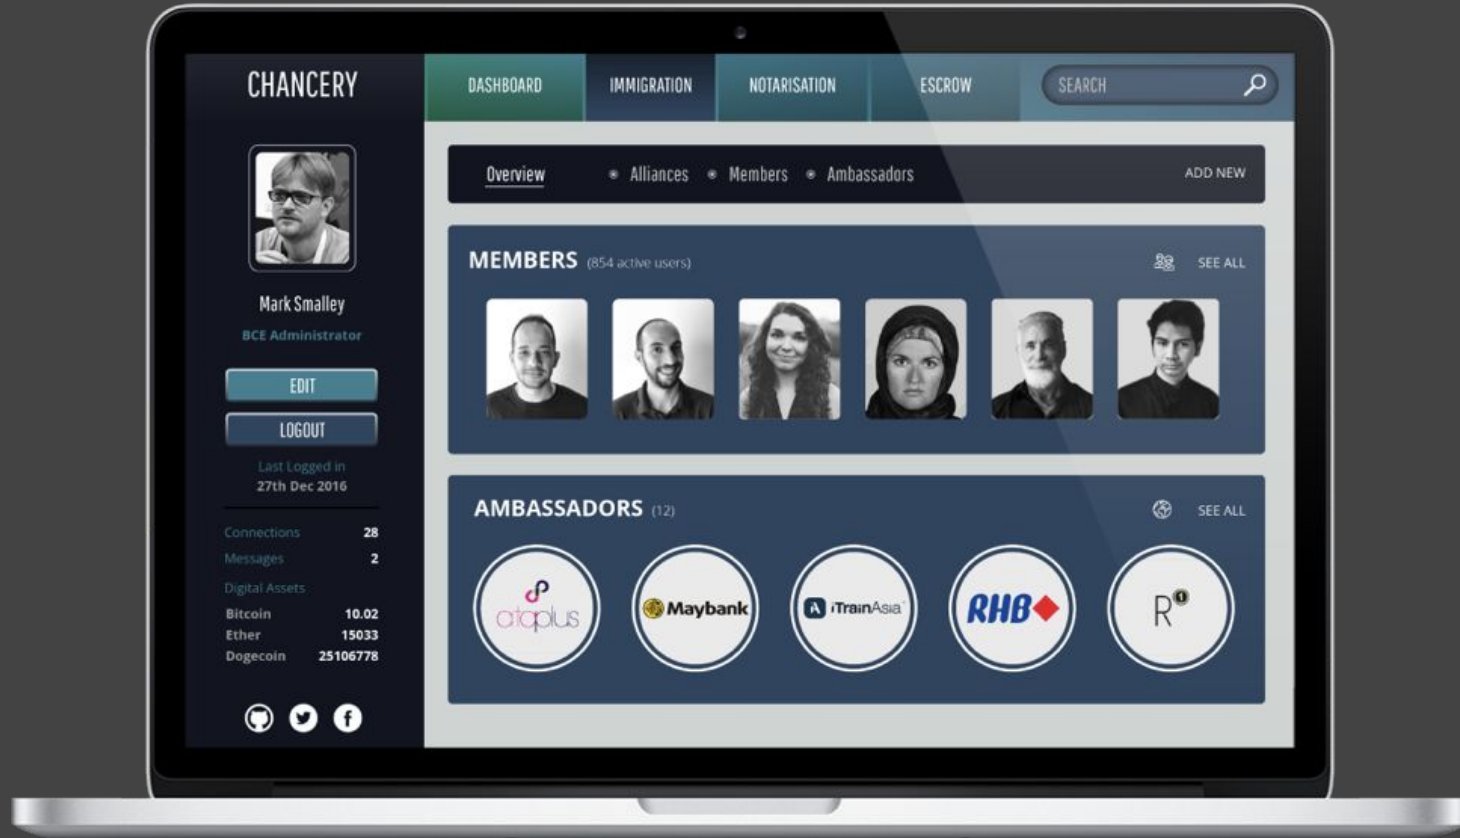 CHANCERY
DASHBOARD
IMMIGRATION
NOTARISATION
ESCROW
SEARCH
Mark Smalley
BCE Administrator
EDIT
LOGOUT
Last Logged in
27th Dec 2016
Connections 28
Messages 2
Digital Assets
Bitcoin 10.02
Ether 15033
Dogecoin 25106778
Overview
Alliances
Members
Ambassadors
ADD NEW
MEMBERS (854 active users)
SEE ALL
AMBASSADORS (12)
SEE ALL
ataplus
Maybank
iTrainAsia
RHB
R1